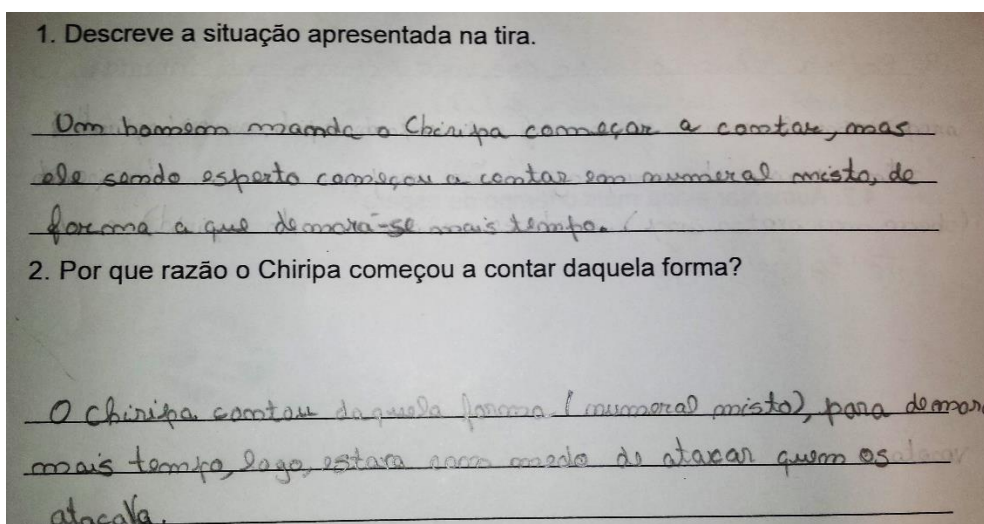 1. Descreve a situação apresentada na tira.
Um homem manda o Chiripa começar a contar, mas
ele sendo esperto começou a contar em numeral misto, de
forma a que demorá-se mais tempo.
2. Por que razão o Chiripa começou a contar daquela forma?
O Chiripa contou daquela forma (numeral misto), para demorar
mais tempo, logo, estava com medo de atacar quem os
atacava.